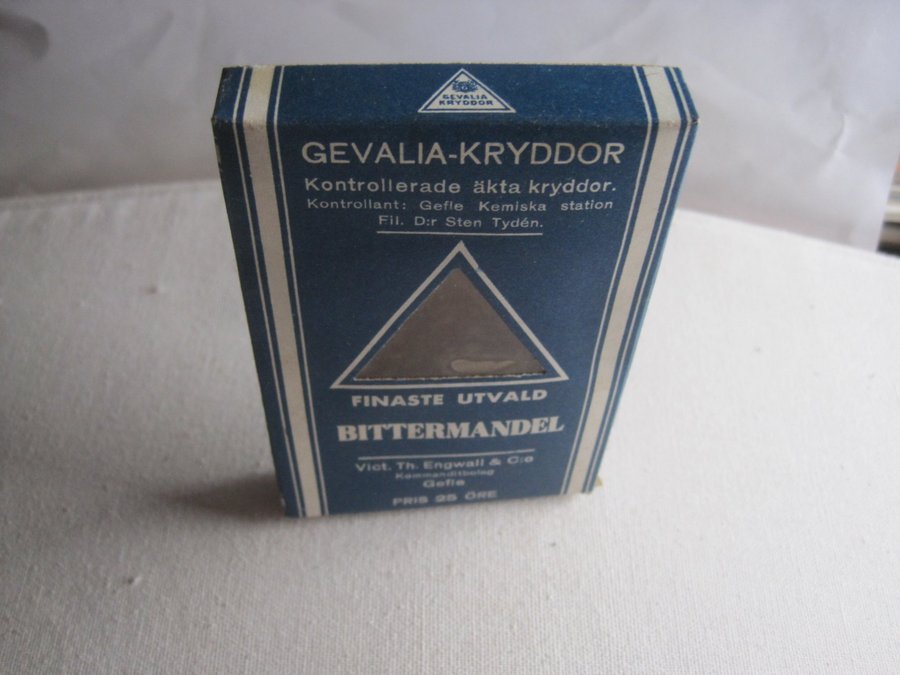 GEVALIA
KRYDDOR
GEVALIA-KRYDDOR
Kontrollerade äkta kryddor.
Kontrollant: Gefle Kemiska station
Fil. D:r Sten Tydén.
FINASTE UTVALD
BITTERMANDEL
Vict. Th. Engwall & C:o
Kommanditbolag
Gefle
PRIS 25 ÖRE